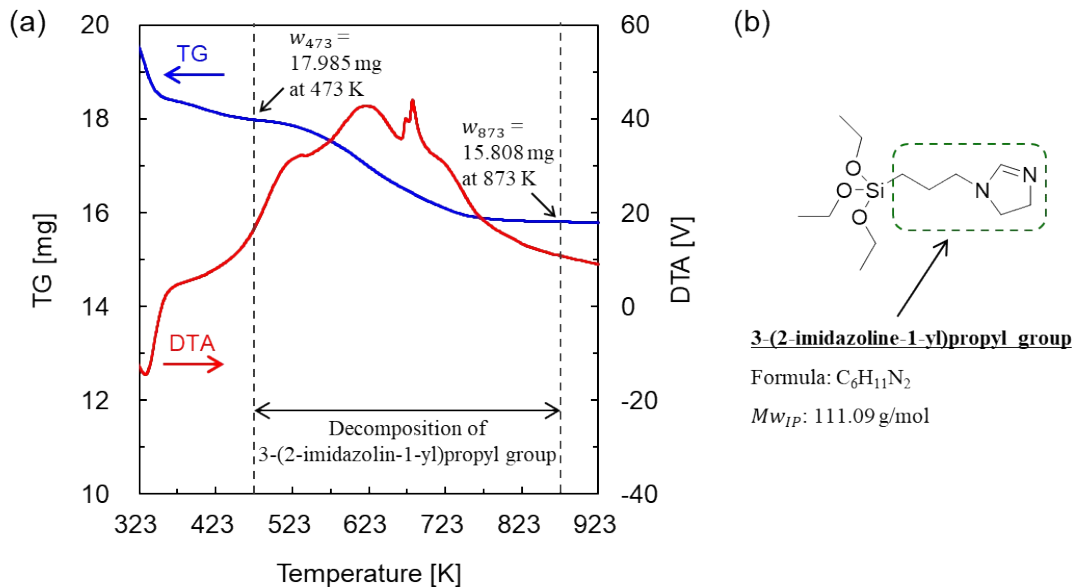 (a)
20
18
16
14
12
10
TG [mg]
TG
DTA
w473 =
17.985 mg
at 473 K
w873 =
15.808 mg
at 873 K
Decomposition of
3-(2-imidazolin-1-yl)propyl group
60
40
20
0
-20
-40
DTA [V]
323 423 523 623 723 823 923
Temperature [K]
(b)
O
O Si
O
N
N
3-(2-imidazoline-1-yl)propyl group
Formula: C6H11N2
MwIP: 111.09 g/mol